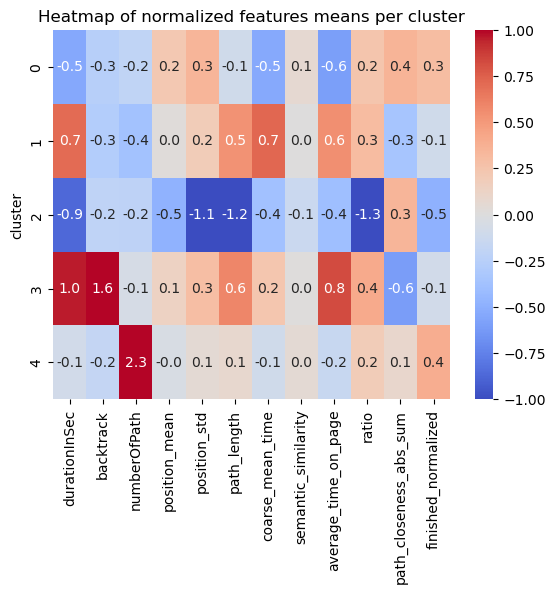 Heatmap of normalized features means per cluster
cluster
0 -0.5 -0.3 -0.2 0.2 0.3 -0.1 -0.5 0.1 -0.6 0.2 0.4 0.3
1 0.7 -0.3 -0.4 0.0 0.2 0.5 0.7 0.0 0.6 0.3 -0.3 -0.1
2 -0.9 -0.2 -0.2 -0.5 -1.1 -1.2 -0.4 -0.1 -0.4 -1.3 0.3 -0.5
3 1.0 1.6 -0.1 0.1 0.3 0.6 0.2 0.0 0.8 0.4 -0.6 -0.1
4 -0.1 -0.2 2.3 -0.0 0.1 0.1 -0.1 0.0 -0.2 0.2 0.1 0.4
durationInSec
backtrack
numberOfPath
position_mean
position_std
path_length
coarse_mean_time
semantic_similarity
average_time_on_page
ratio
path_closeness_abs_sum
finished_normalized
1.00
0.75
0.50
0.25
0.00
−0.25
−0.50
−0.75
−1.00